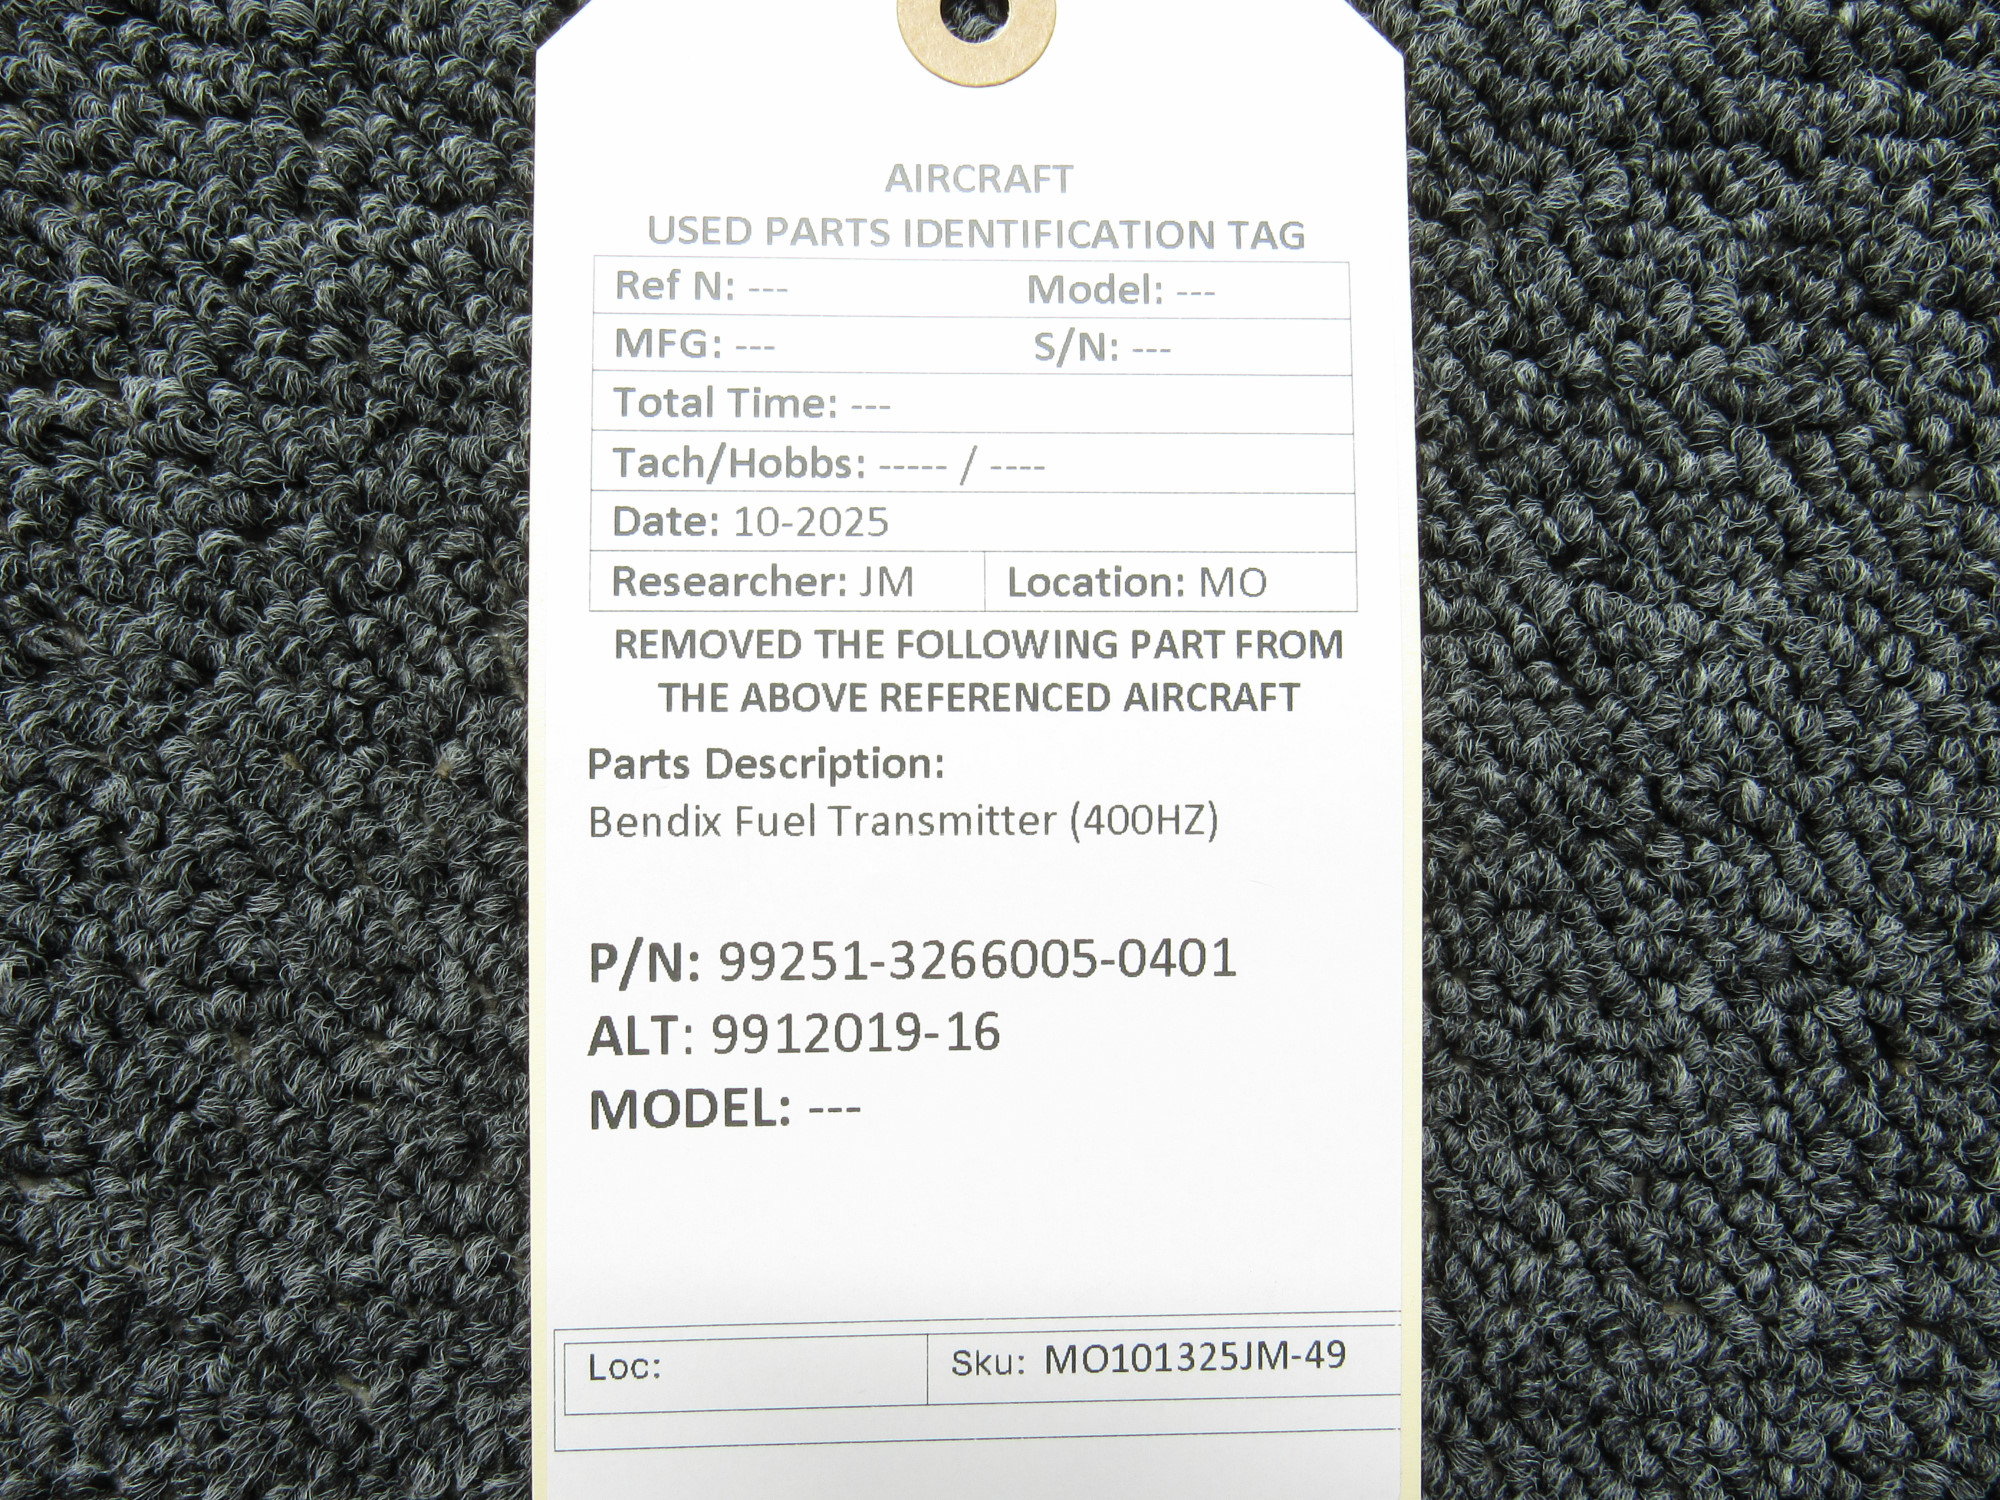 AIRCRAFT
USED PARTS IDENTIFICATION TAG
Ref N: --- Model: ---
MFG: --- S/N: ---
Total Time: ---
Tach/Hobbs: ----- / ----
Date: 10-2025
Researcher: JM Location: MO
REMOVED THE FOLLOWING PART FROM
THE ABOVE REFERENCED AIRCRAFT
Parts Description:
Bendix Fuel Transmitter (400HZ)
P/N: 99251-3266005-0401
ALT: 9912019-16
MODEL: ---
Loc: Sku: MO101325JM-49